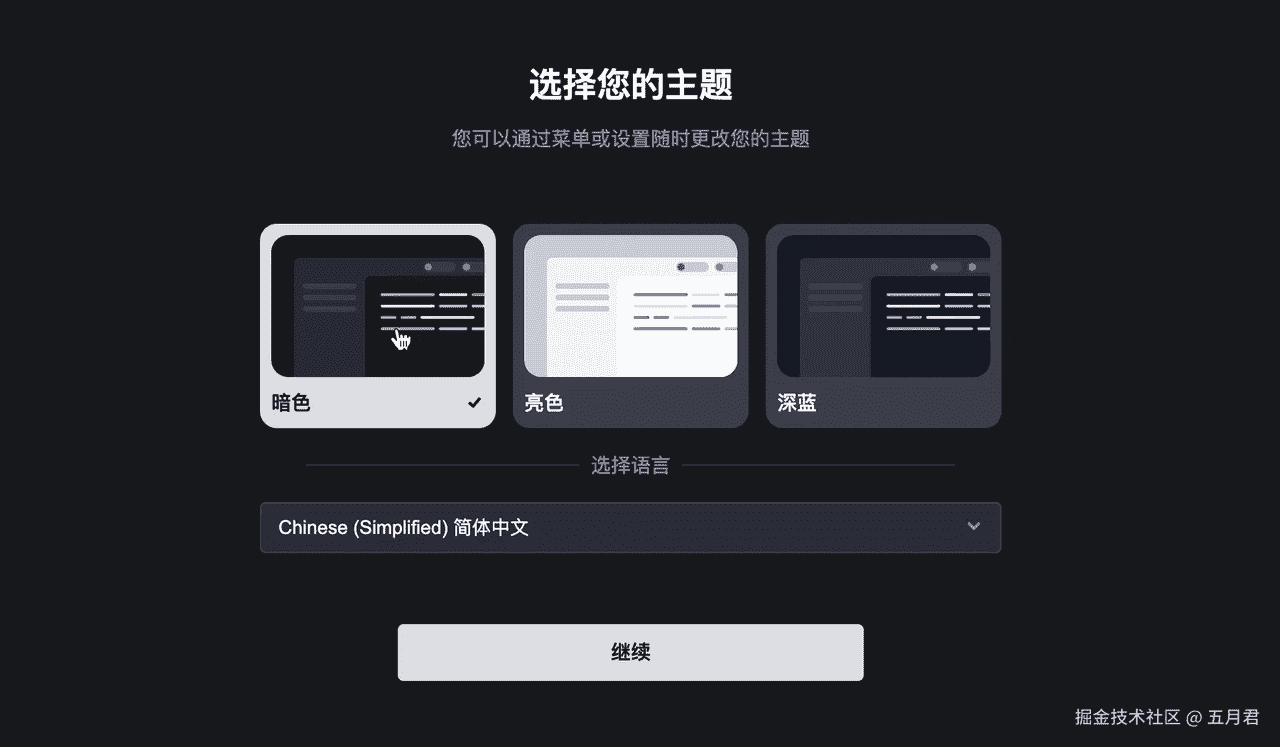 选择您的主题
您可以通过菜单或设置随时更改您的主题
暗色
亮色
深蓝
选择语言
Chinese (Simplified) 简体中文
继续
掘金技术社区 @ 五月君